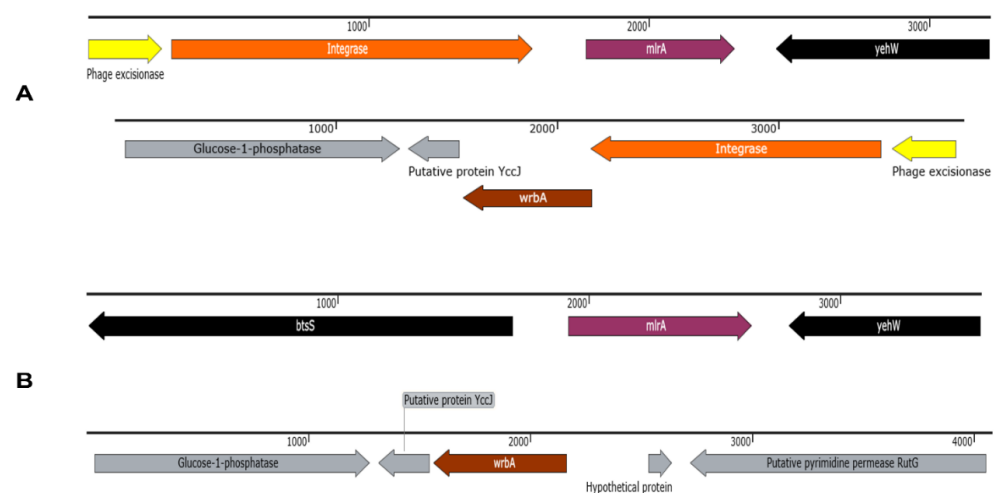 1000 2000 3000
Integrase mlrA yehW
Phage excisionase
A
1000 2000 3000
Glucose-1-phosphatase Integrase
Putative protein YccJ Phage excisionase
wrbA
1000 2000 3000
btsS mlrA yehW
B
Putative protein YccJ
1000 2000 3000 4000
Glucose-1-phosphatase wrbA Putative pyrimidine permease RutG
Hypothetical protein